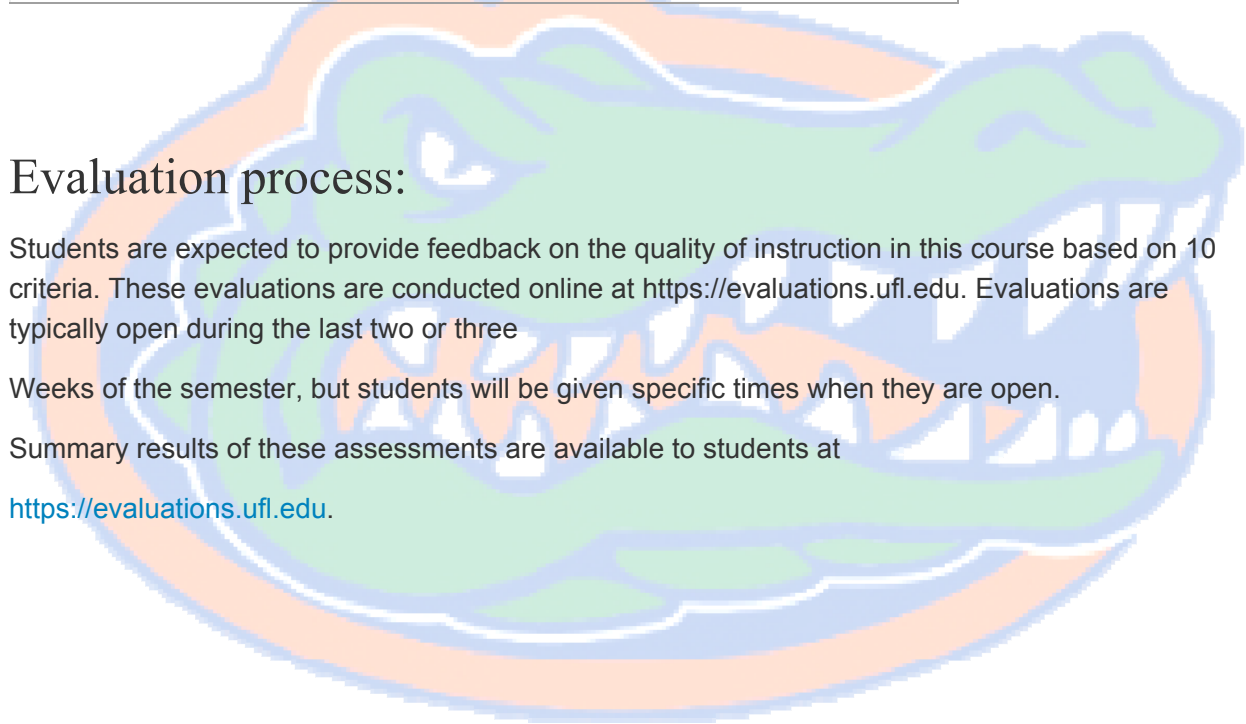 Evaluation process:
Students are expected to provide feedback on the quality of instruction in this course based on 10
criteria. These evaluations are conducted online at https://evaluations.ufl.edu. Evaluations are
typically open during the last two or three
Weeks of the semester, but students will be given specific times when they are open.
Summary results of these assessments are available to students at
https://evaluations.ufl.edu.